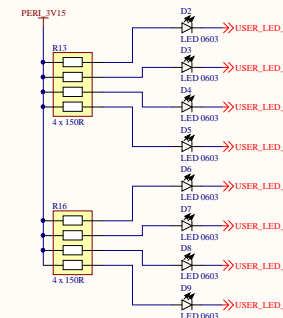 PERI_3V15
D2
USER_LED_
LED 0603
R13
D3
USER_LED_
LED 0603
D4
USER_LED_
LED 0603
4 x 150R
D5
USER_LED_
LED 0603
D6
USER_LED_
LED 0603
R16
D7
USER_LED_
LED 0603
D8
USER_LED_
LED 0603
4 x 150R
D9
USER_LED_
LED 0603